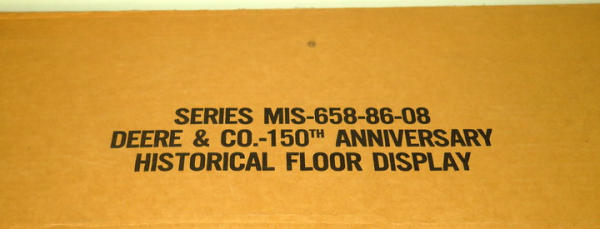 SERIES MIS-658-86-08
DEERE & CO.-150TH ANNIVERSARY
HISTORICAL FLOOR DISPLAY